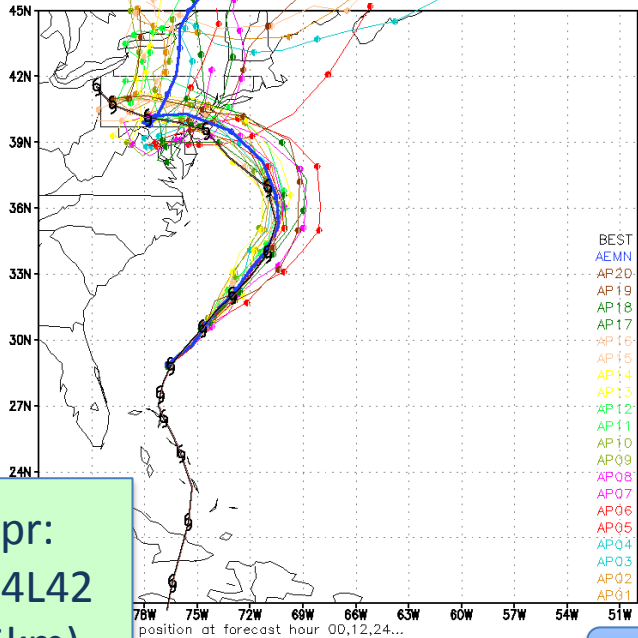 45N
42N
39N
36N
33N
30N
27N
24N
BEST
AEMN
AP20
AP19
AP18
AP17
AP16
AP15
AP14
AP13
AP12
AP11
AP10
AP09
AP08
AP07
AP06
AP05
AP04
AP03
AP02
AP01
pr:
4L42
km)
78W 75W 72W 69W 66W 63W 60W 57W 54W 51W
position at forecast hour 00,12,24...